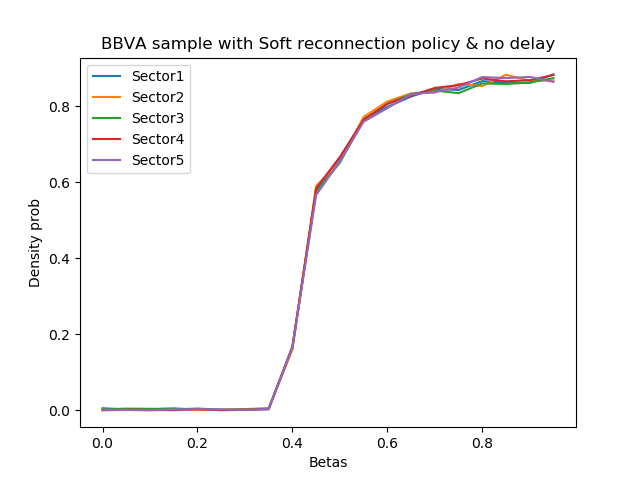 BBVA sample with Soft reconnection policy & no delay
Sector1
Sector2
Sector3
Sector4
Sector5
Density prob
0.8
0.6
0.4
0.2
0.0
0.0 0.2 0.4 0.6 0.8
Betas